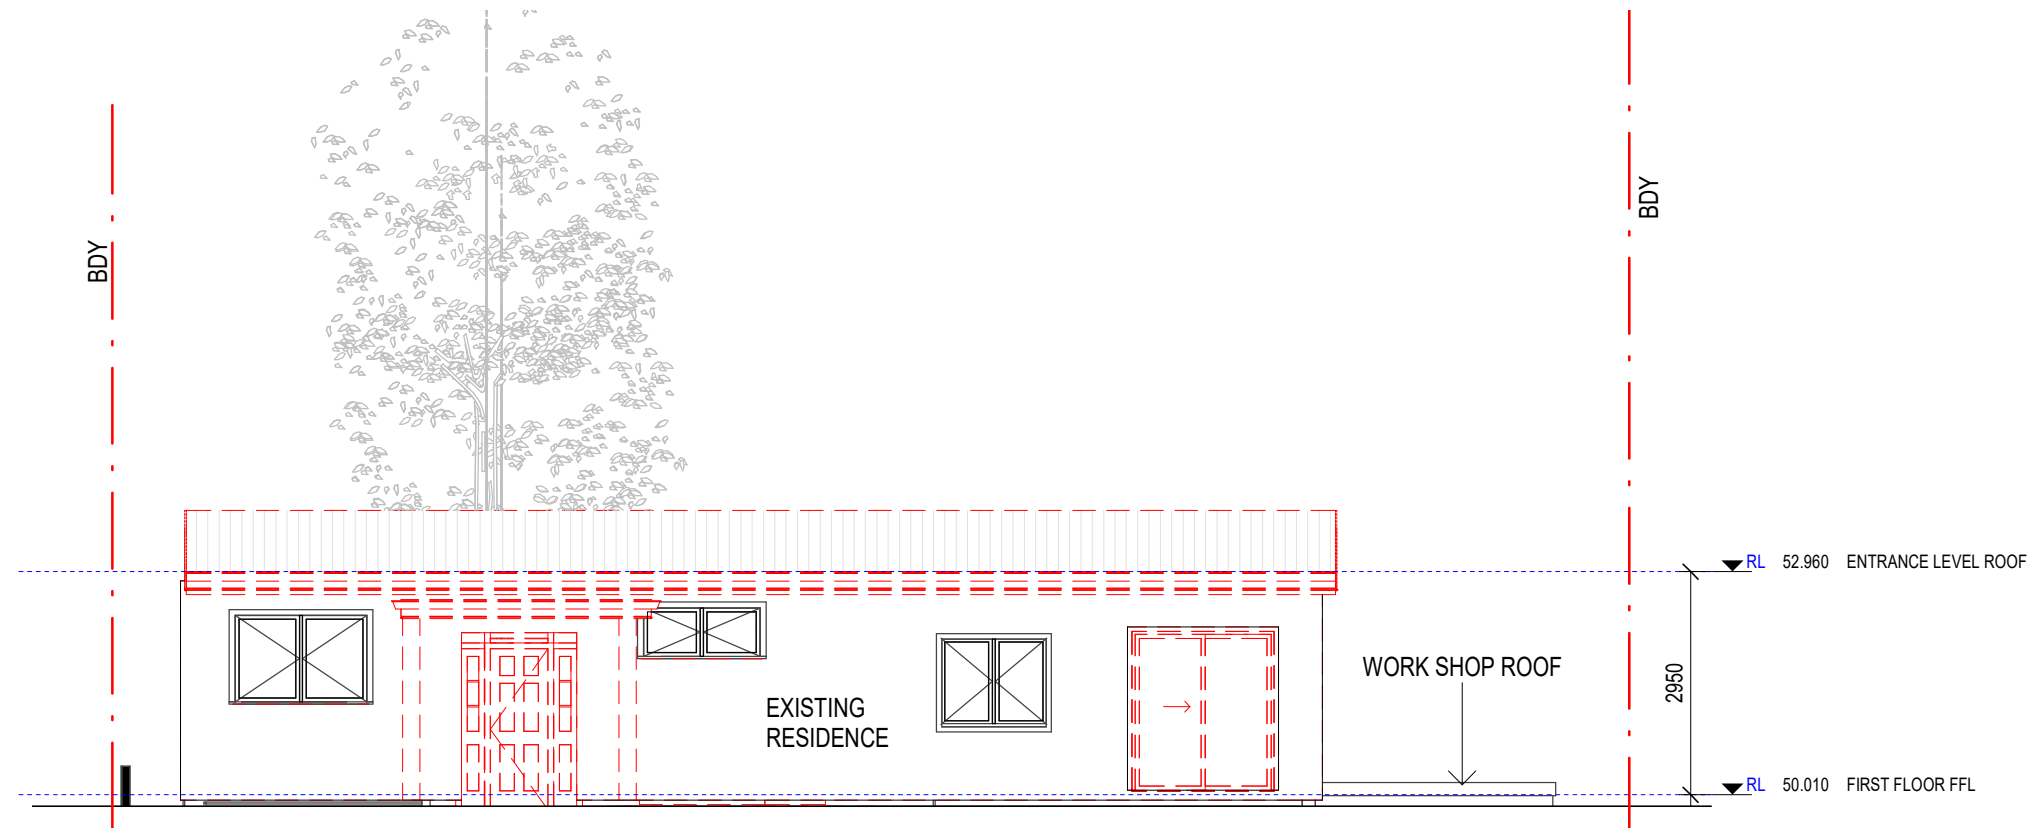 BDY
BDY
RL 52.960 ENTRANCE LEVEL ROOF
WORK SHOP ROOF
2950
EXISTING
RESIDENCE
RL 50.010 FIRST FLOOR FFL